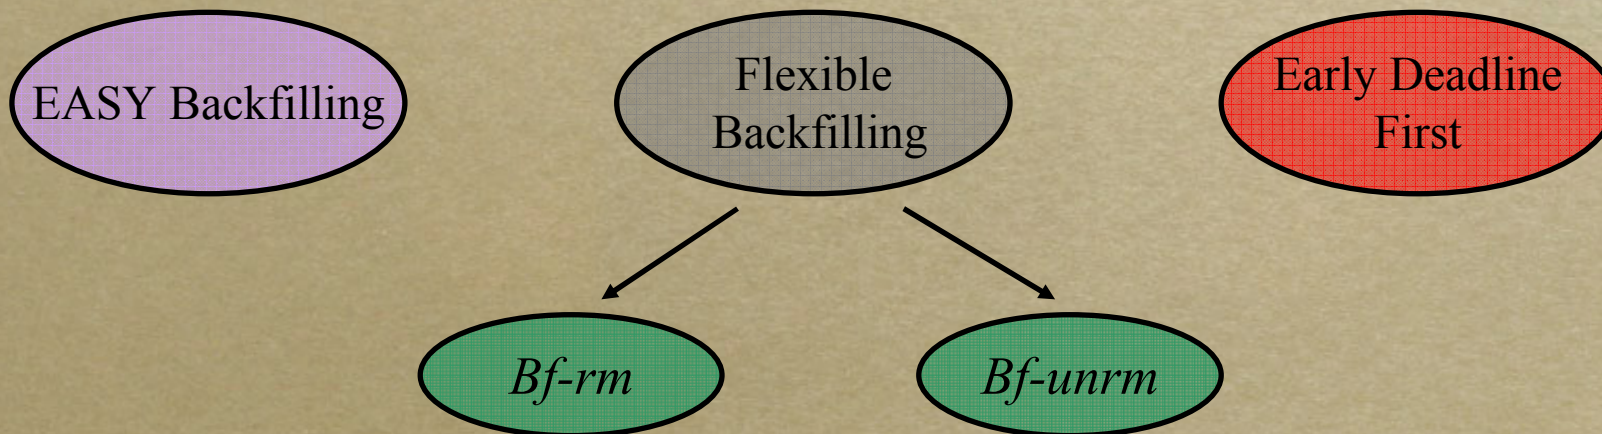 EASY Backfilling
Flexible
Backfilling
Early Deadline
First
Bf-rm
Bf-unrm